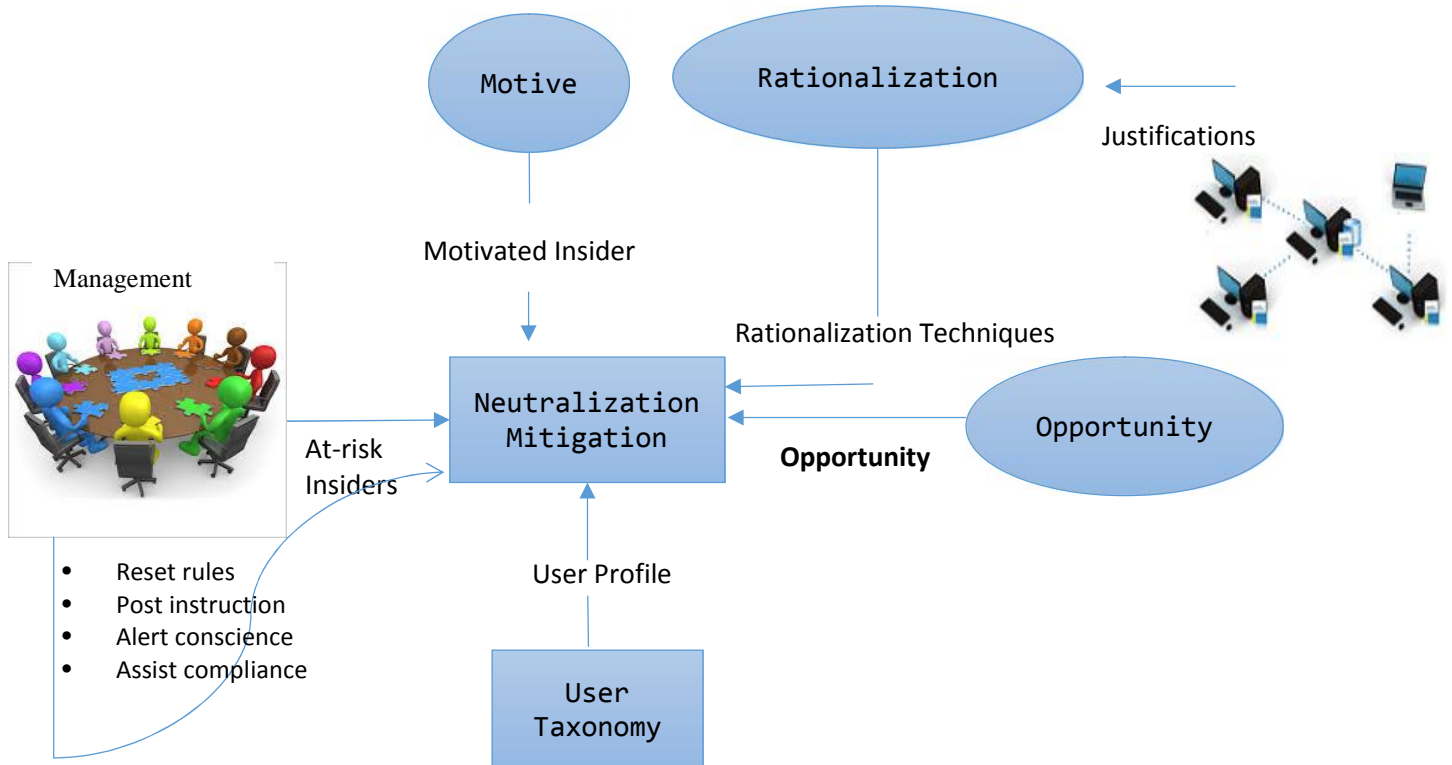 Motive
Rationalization
Justifications
Motivated Insider
Management
Rationalization Techniques
Neutralization
Mitigation
Opportunity
Opportunity
At-risk
Insiders
User Profile
• Reset rules
• Post instruction
• Alert conscience
• Assist compliance
User
Taxonomy